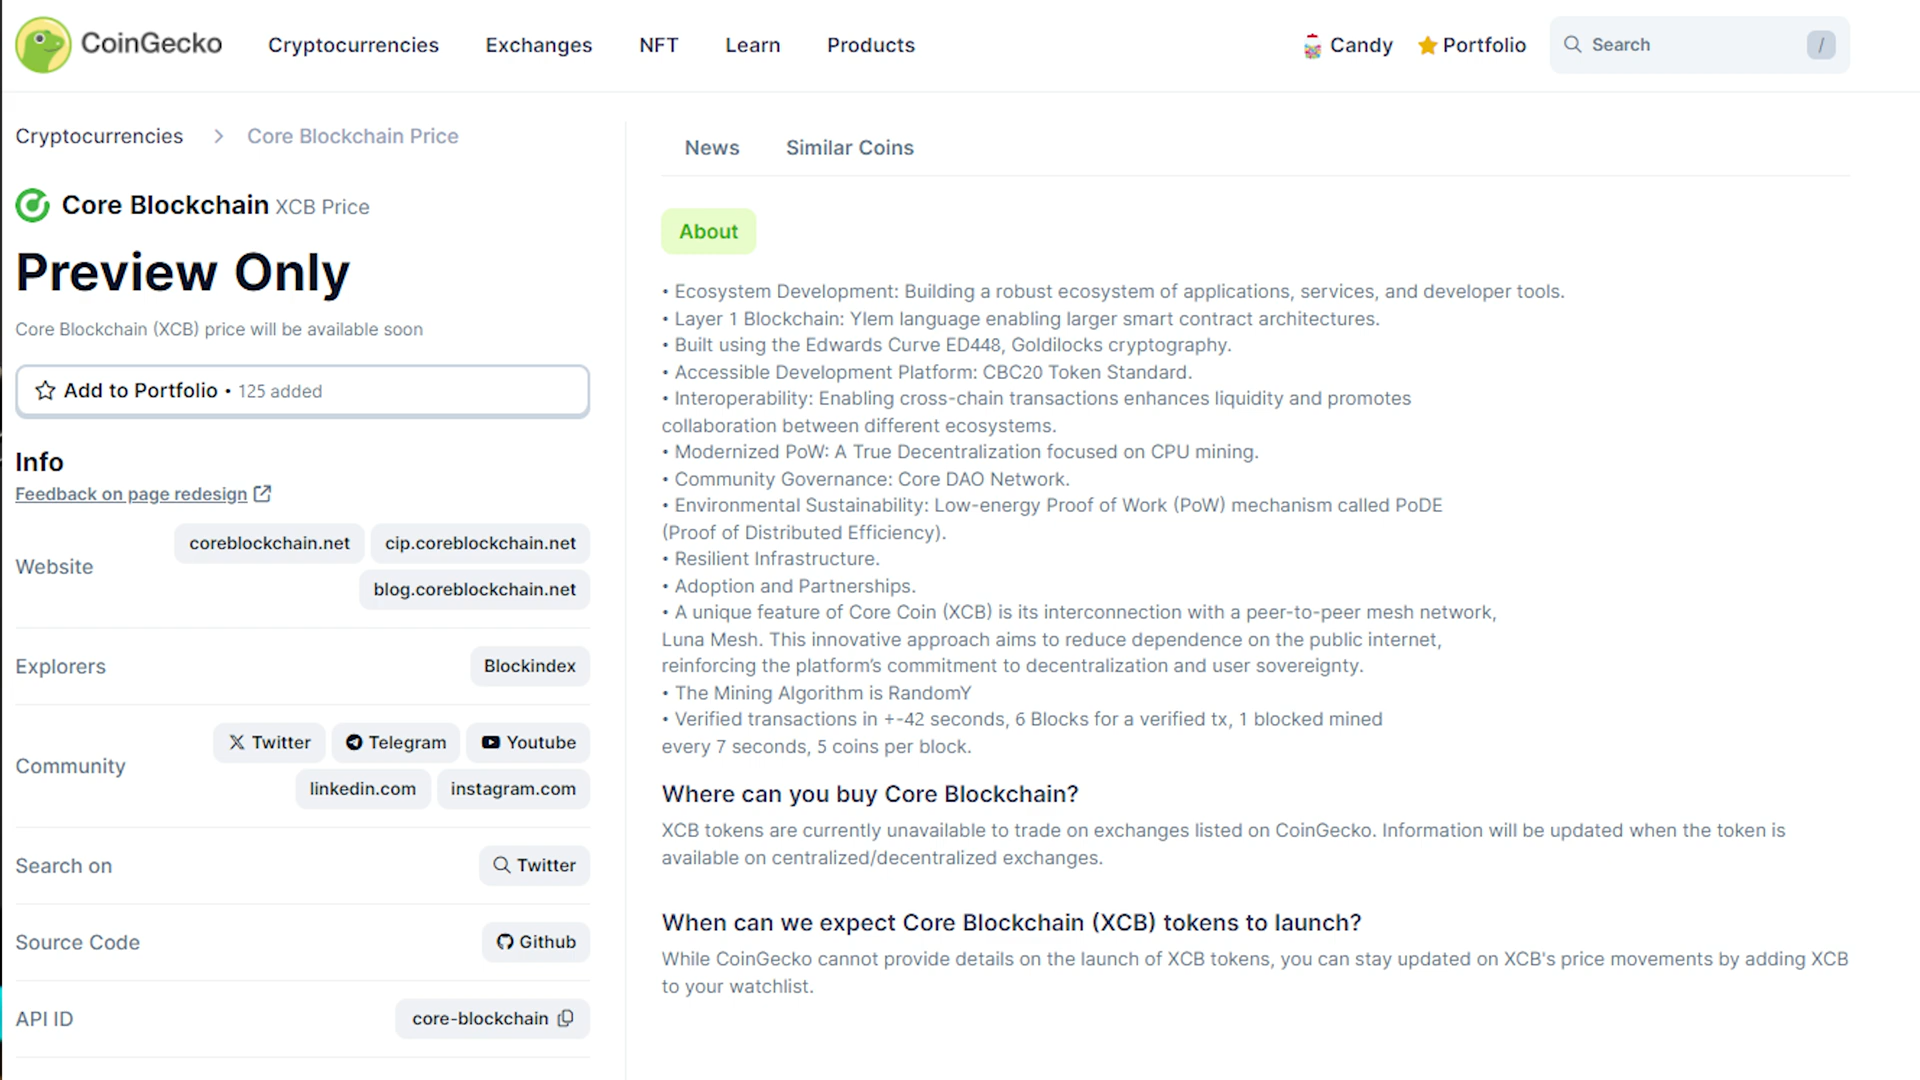 CoinGecko
Cryptocurrencies Exchanges NFT Learn Products
Candy Portfolio Search /
Cryptocurrencies > Core Blockchain Price
Core Blockchain XCB Price
Preview Only
Core Blockchain (XCB) price will be available soon
Add to Portfolio • 125 added
Info
Feedback on page redesign
Website
coreblockchain.net cip.coreblockchain.net
blog.coreblockchain.net
Explorers Blockindex
Community
Twitter Telegram Youtube
linkedin.com instagram.com
Search on Twitter
Source Code Github
API ID core-blockchain
News Similar Coins
About
• Ecosystem Development: Building a robust ecosystem of applications, services, and developer tools.
• Layer 1 Blockchain: Ylem language enabling larger smart contract architectures.
• Built using the Edwards Curve ED448, Goldilocks cryptography.
• Accessible Development Platform: CBC20 Token Standard.
• Interoperability: Enabling cross-chain transactions enhances liquidity and promotes
collaboration between different ecosystems.
• Modernized PoW: A True Decentralization focused on CPU mining.
• Community Governance: Core DAO Network.
• Environmental Sustainability: Low-energy Proof of Work (PoW) mechanism called PoDE
(Proof of Distributed Efficiency).
• Resilient Infrastructure.
• Adoption and Partnerships.
• A unique feature of Core Coin (XCB) is its interconnection with a peer-to-peer mesh network,
Luna Mesh. This innovative approach aims to reduce dependence on the public internet,
reinforcing the platform’s commitment to decentralization and user sovereignty.
• The Mining Algorithm is RandomY
• Verified transactions in +-42 seconds, 6 Blocks for a verified tx, 1 blocked mined
every 7 seconds, 5 coins per block.
Where can you buy Core Blockchain?
XCB tokens are currently unavailable to trade on exchanges listed on CoinGecko. Information will be updated when the token is
available on centralized/decentralized exchanges.
When can we expect Core Blockchain (XCB) tokens to launch?
While CoinGecko cannot provide details on the launch of XCB tokens, you can stay updated on XCB's price movements by adding XCB
to your watchlist.